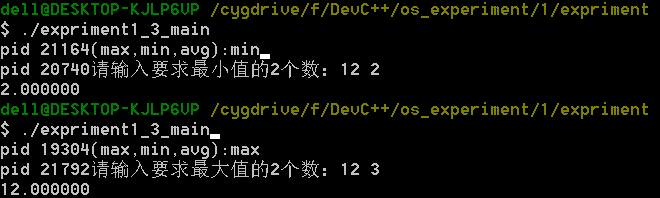 dell@DESKTOP-KJLP6VP /cygdrive/f/DevC++/os_experiment/1/expriment
$ ./expriment1_3_main
pid 21164(max,min,avg):min
pid 20740请输入要求最小值的2个数：12 2
2.000000
dell@DESKTOP-KJLP6VP /cygdrive/f/DevC++/os_experiment/1/expriment
$ ./expriment1_3_main
pid 19304(max,min,avg):max
pid 21792请输入要求最大值的2个数：12 3
12.000000